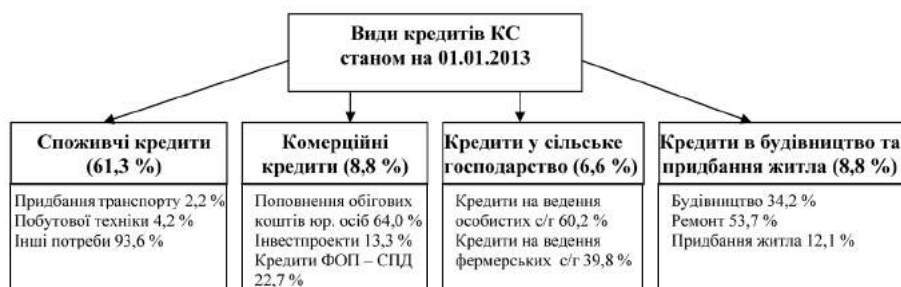 Види кредитів КС
станом на 01.01.2013
Споживчі кредити
(61,3 %)
Придбання транспорту 2,2 %
Побутової техніки 4,2 %
Інші потреби 93,6 %
Комерційні
кредити (8,8 %)
Поповнення обігових
коштів юр. осіб 64,0 %
Інвестпроекти 13,3 %
Кредити ФОП – СПД
22,7 %
Кредити у сільське
господарство (6,6 %)
Кредити на ведення
особистих с/г 60,2 %
Кредити на ведення
фермерських с/г 39,8 %
Кредити в будівництво та
придбання житла (8,8 %)
Будівництво 34,2 %
Ремонт 53,7 %
Придбання житла 12,1 %